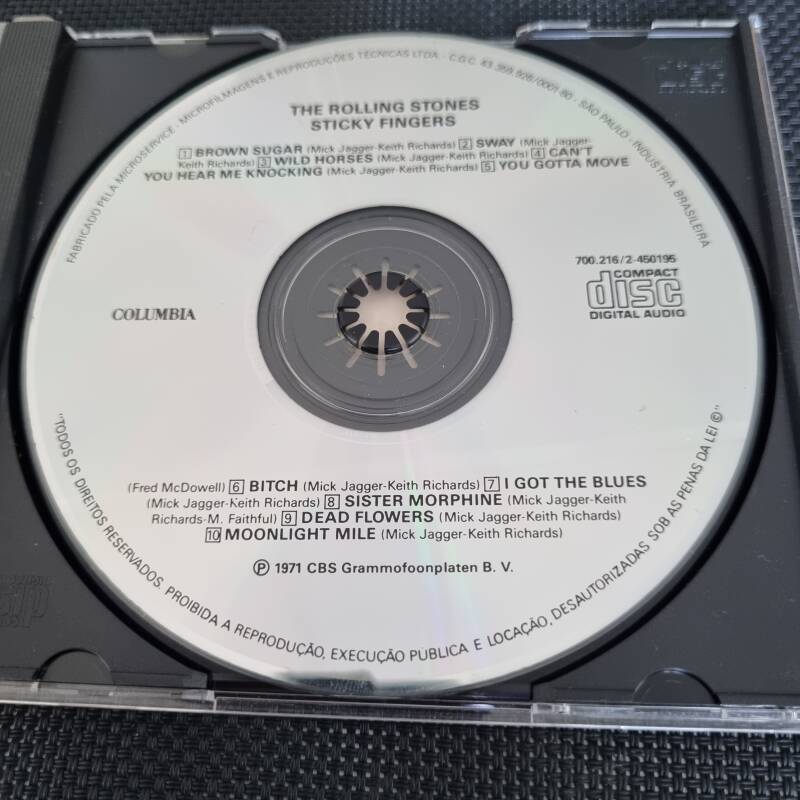 FABRICADO PELA MICROSERVICE - MICROFILMAGENS E REPRODUÇÕES TÉCNICAS LTDA. - C.G.C. 43.359.926/0001-80 - SÃO PAULO - INDÚSTRIA BRASILEIRA
THE ROLLING STONES
STICKY FINGERS
1 BROWN SUGAR (Mick Jagger-Keith Richards) 2 SWAY (Mick Jagger-
Keith Richards) 3 WILD HORSES (Mick Jagger-Keith Richards) 4 CAN'T
YOU HEAR ME KNOCKING (Mick Jagger-Keith Richards) 5 YOU GOTTA MOVE
700.216/2-450195
COMPACT
disc
DIGITAL AUDIO
COLUMBIA
(Fred McDowell) 6 BITCH (Mick Jagger-Keith Richards) 7 I GOT THE BLUES
(Mick Jagger-Keith Richards) 8 SISTER MORPHINE (Mick Jagger-Keith
Richards-M. Faithful) 9 DEAD FLOWERS (Mick Jagger-Keith Richards)
10 MOONLIGHT MILE (Mick Jagger-Keith Richards)
℗ 1971 CBS Grammofoonplaten B. V.
"TODOS OS DIREITOS RESERVADOS. PROIBIDA A REPRODUÇÃO, EXECUÇÃO PUBLICA E LOCAÇÃO, DESAUTORIZADAS SOB AS PENAS DA LEI ©"